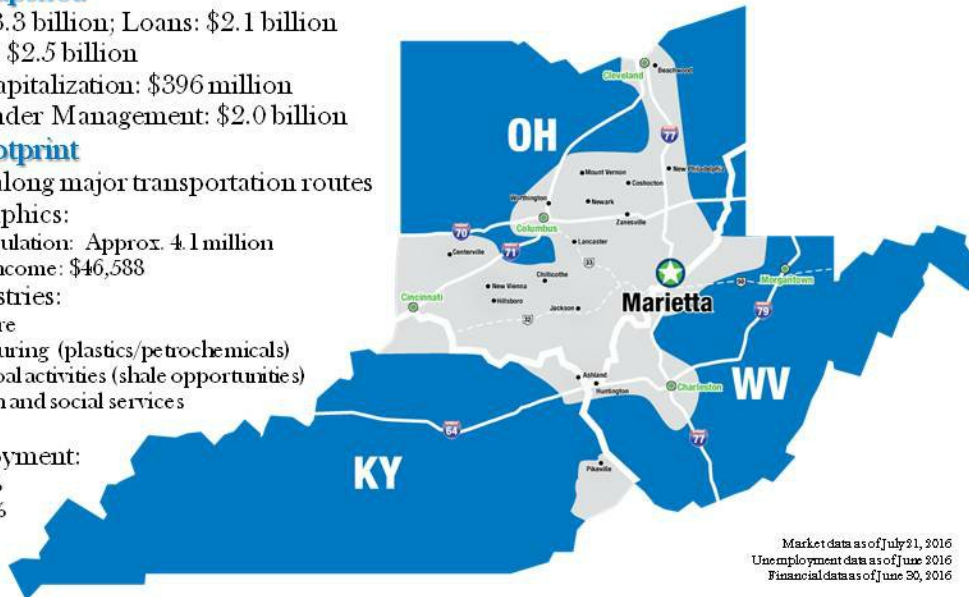 3.3 billion; Loans: $2.1 billion
$2.5 billion
apitalization: $396 million
nder Management: $2.0 billion
otprint
along major transportation routes
phics:
ulation: Approx. 4.1 million
ncome: $46,588
stries:
re
uring (plastics/petrochemicals)
oal activities (shale opportunities)
n and social services
oyment:
%
Cleveland
Beachwood
OH
77
Mount Vernon
New Philadelphia
Coshocton
Worthington
Newark
Zanesville
Columbus
70
71
Lancaster
Centerville
33
Chillicothe
New Vienna
Hillsboro
Jackson
Cincinnati
32
Marietta
50
Morgantown
79
Ashland
Huntington
Charleston
WV
64
77
KY
Pikeville
Market data as of July 21, 2016
Unemployment data as of June 2016
Financial data as of June 30, 2016